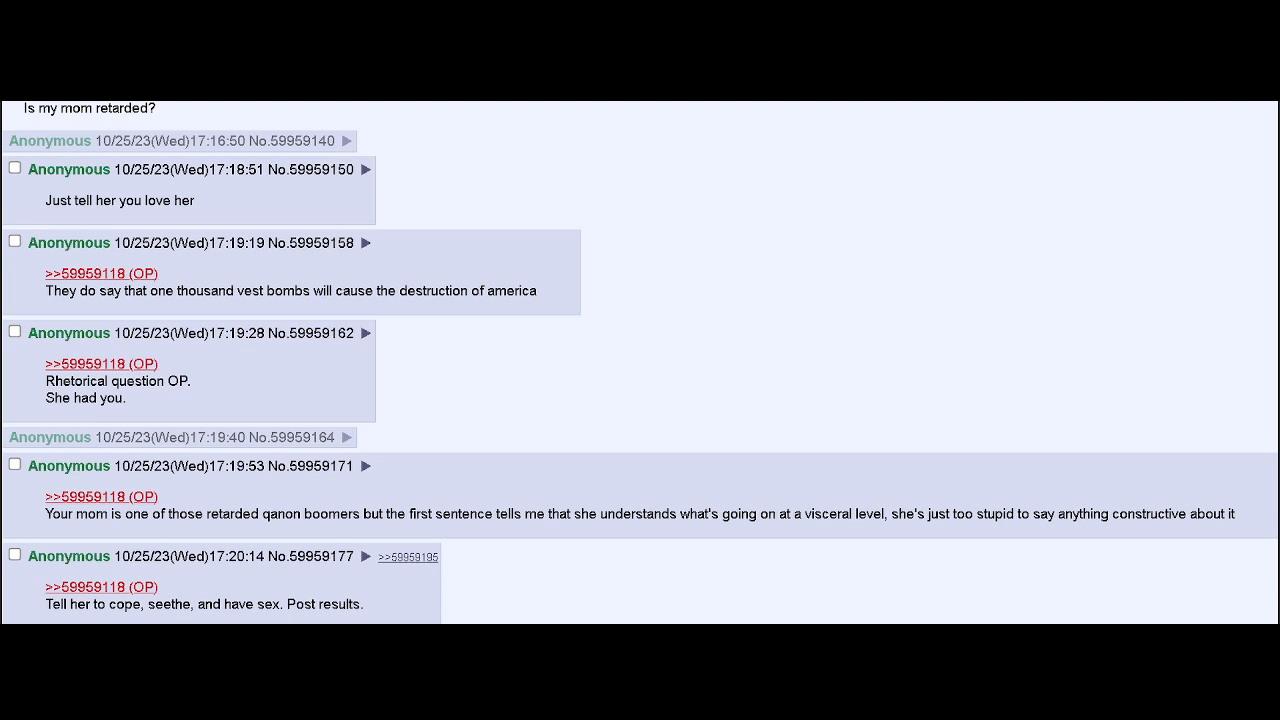 Is my mom retarded?
Anonymous 10/25/23(Wed)17:16:50 No.59959140 ▶
Anonymous 10/25/23(Wed)17:18:51 No.59959150 ▶
Just tell her you love her
Anonymous 10/25/23(Wed)17:19:19 No.59959158 ▶
>>59959118 (OP)
They do say that one thousand vest bombs will cause the destruction of america
Anonymous 10/25/23(Wed)17:19:28 No.59959162 ▶
>>59959118 (OP)
Rhetorical question OP.
She had you.
Anonymous 10/25/23(Wed)17:19:40 No.59959164 ▶
Anonymous 10/25/23(Wed)17:19:53 No.59959171 ▶
>>59959118 (OP)
Your mom is one of those retarded qanon boomers but the first sentence tells me that she understands what's going on at a visceral level, she's just too stupid to say anything constructive about it
Anonymous 10/25/23(Wed)17:20:14 No.59959177 ▶ >>59959195
>>59959118 (OP)
Tell her to cope, seethe, and have sex. Post results.